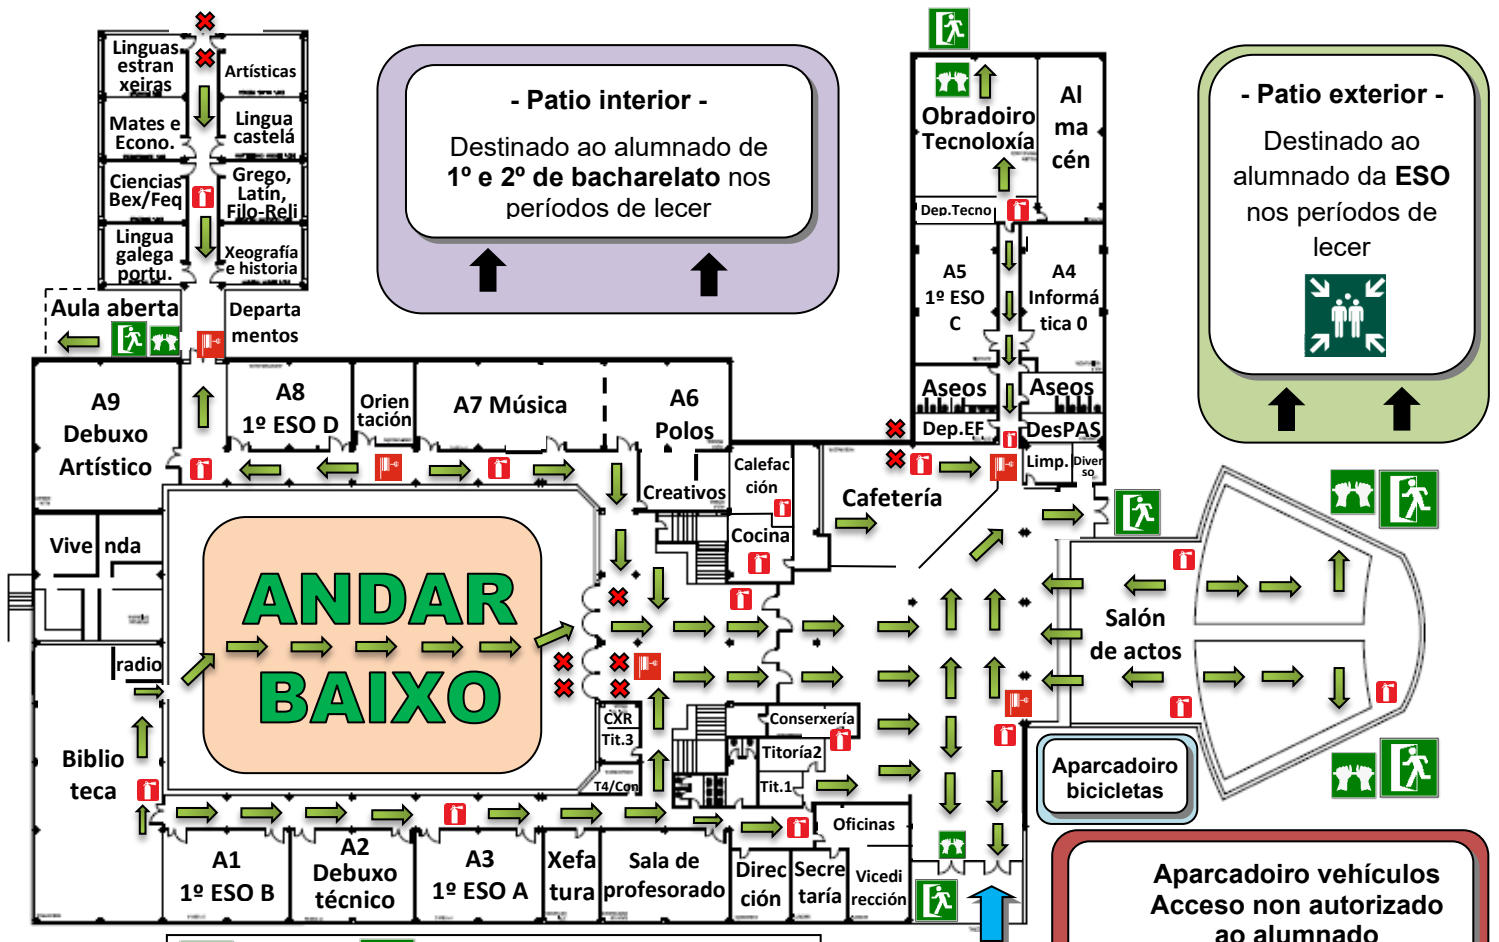 Linguas
estran
xeiras
Artísticas
Mates e
Econo.
Lingua
castelá
Ciencias
Bex/Feq
Grego,
Latín,
Filo-Reli
Lingua
galega
portu.
Xeografía
e historia
Aula aberta
Departa
mentos
- Patio interior -
Destinado ao alumnado de
1º e 2º de bacharelato nos
períodos de lecer
Obradoiro
Tecnoloxía
Al
ma
cén
Dep.Tecno
A5
1º ESO
C
A4
Informá
tica 0
Aseos
Aseos
Dep.EF
DesPAS
Limp.
Diver
so
- Patio exterior -
Destinado ao
alumnado da ESO
nos períodos de
lecer
A9
Debuxo
Artístico
A8
1º ESO D
Orien
tación
A7 Música
A6
Polos
Creativos
Calefac
ción
Cocina
Cafetería
Vive nda
ANDAR
BAIXO
radio
Biblio
teca
CXR
Tit.3
T4/Con
Conserxería
Titoría2
Tit.1
Oficinas
Salón
de actos
Aparcadoiro
bicicletas
A1
1º ESO B
A2
Debuxo
técnico
A3
1º ESO A
Xefa
tura
Sala de
profesorado
Direc
ción
Secre
taría
Vicedi
rrección
Aparcadoiro vehículos
Acceso non autorizado
ao alumnado